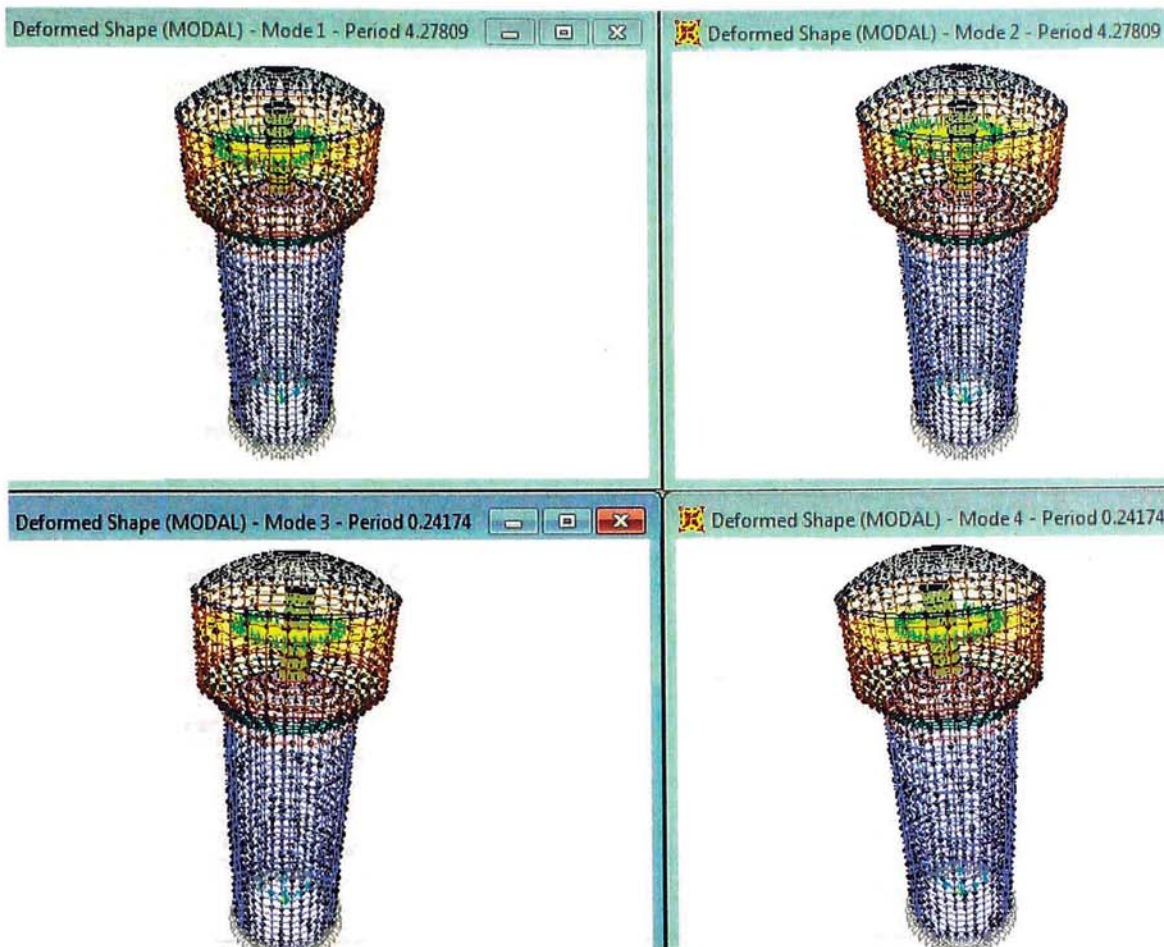 Deformed Shape (MODAL) - Mode 1 - Period 4.27809
Deformed Shape (MODAL) - Mode 2 - Period 4.27809
Deformed Shape (MODAL) - Mode 3 - Period 0.24174
Deformed Shape (MODAL) - Mode 4 - Period 0.24174